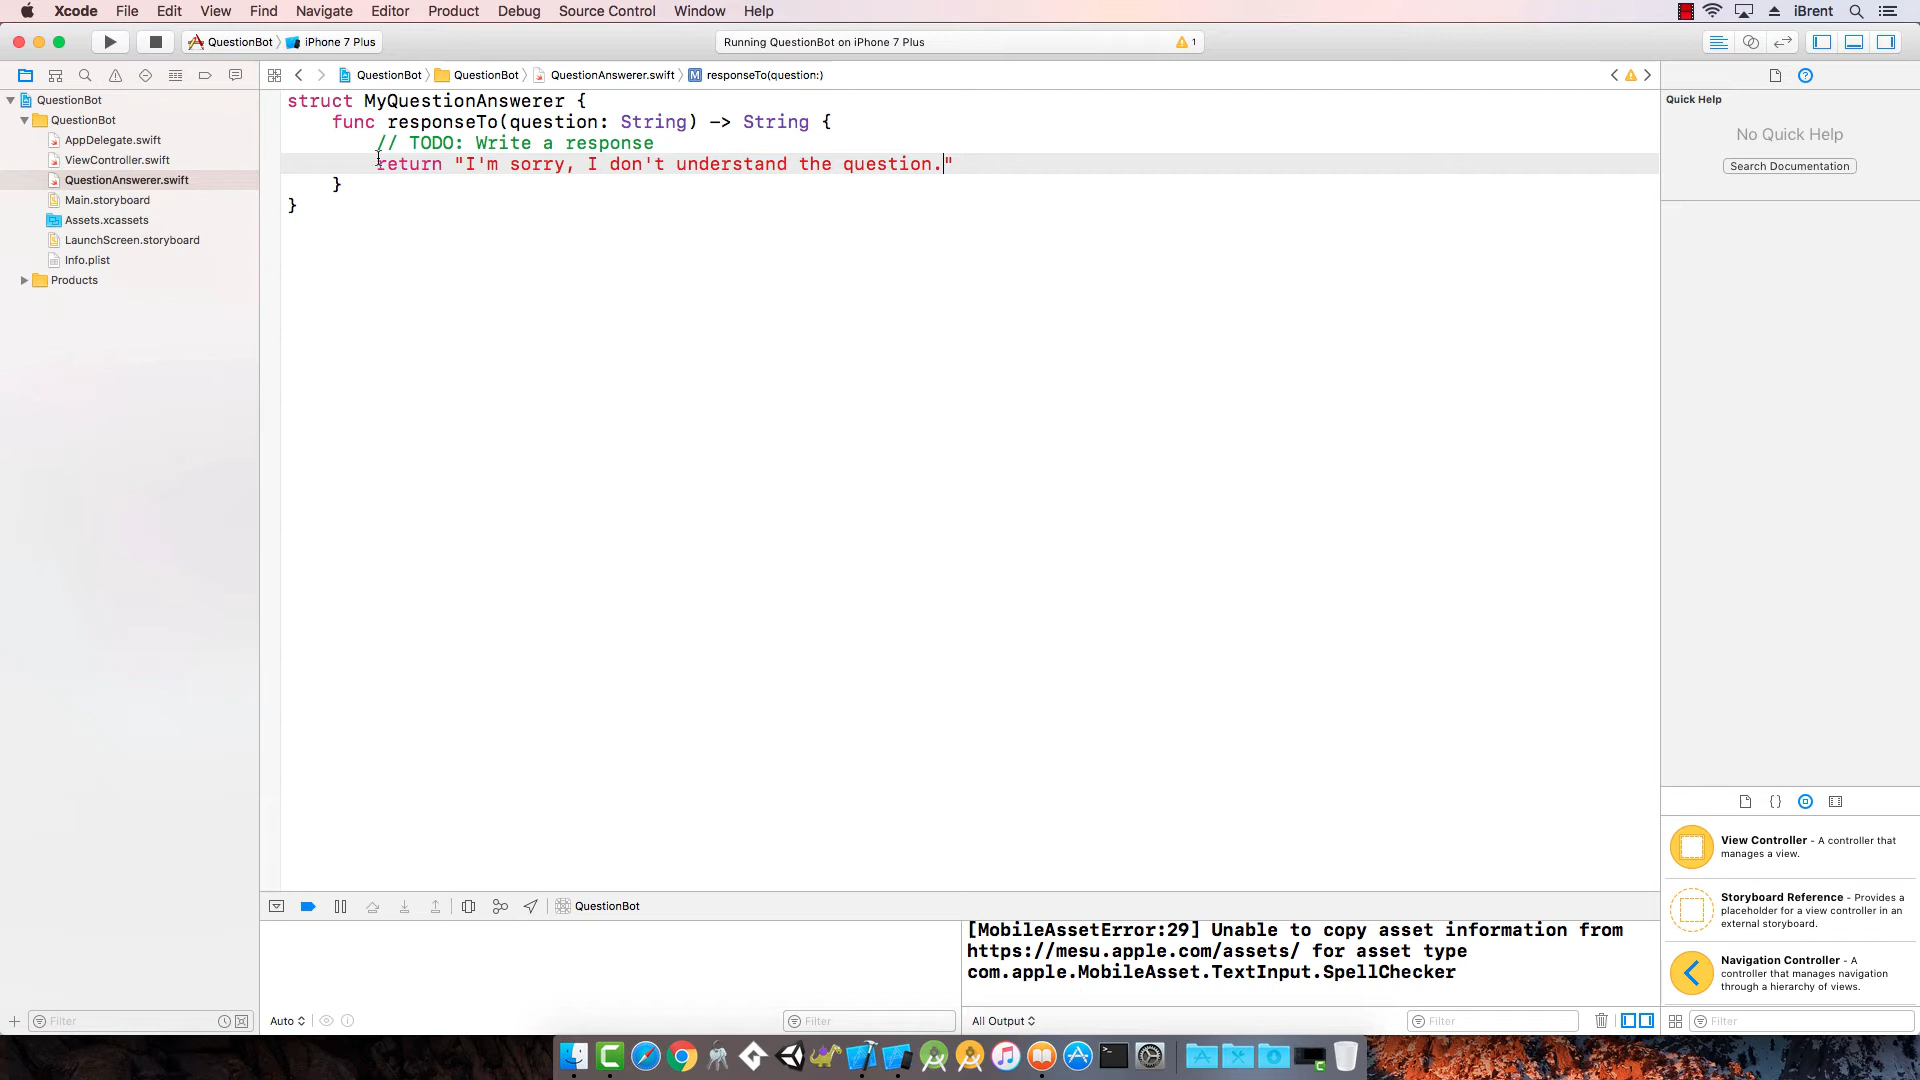 Xcode File Edit View Find Navigate Editor Product Debug Source Control Window Help iBrent
QuestionBot iPhone 7 Plus Running QuestionBot on iPhone 7 Plus 1
QuestionBot QuestionBot QuestionAnswerer.swift M responseTo(question:)
QuestionBot
QuestionBot
AppDelegate.swift
ViewController.swift
QuestionAnswerer.swift
Main.storyboard
Assets.xcassets
LaunchScreen.storyboard
Info.plist
Products
struct MyQuestionAnswerer {
func responseTo(question: String) -> String {
// TODO: Write a response
return "I'm sorry, I don't understand the question."
}
}
Quick Help
No Quick Help
Search Documentation
View Controller - A controller that
manages a view.
Storyboard Reference - Provides a
placeholder for a view controller in an
external storyboard.
Navigation Controller - A
controller that manages navigation
through a hierarchy of views.
QuestionBot
[MobileAssetError:29] Unable to copy asset information from
https://mesu.apple.com/assets/ for asset type
com.apple.MobileAsset.TextInput.SpellChecker
Filter Auto Filter All Output Filter Filter